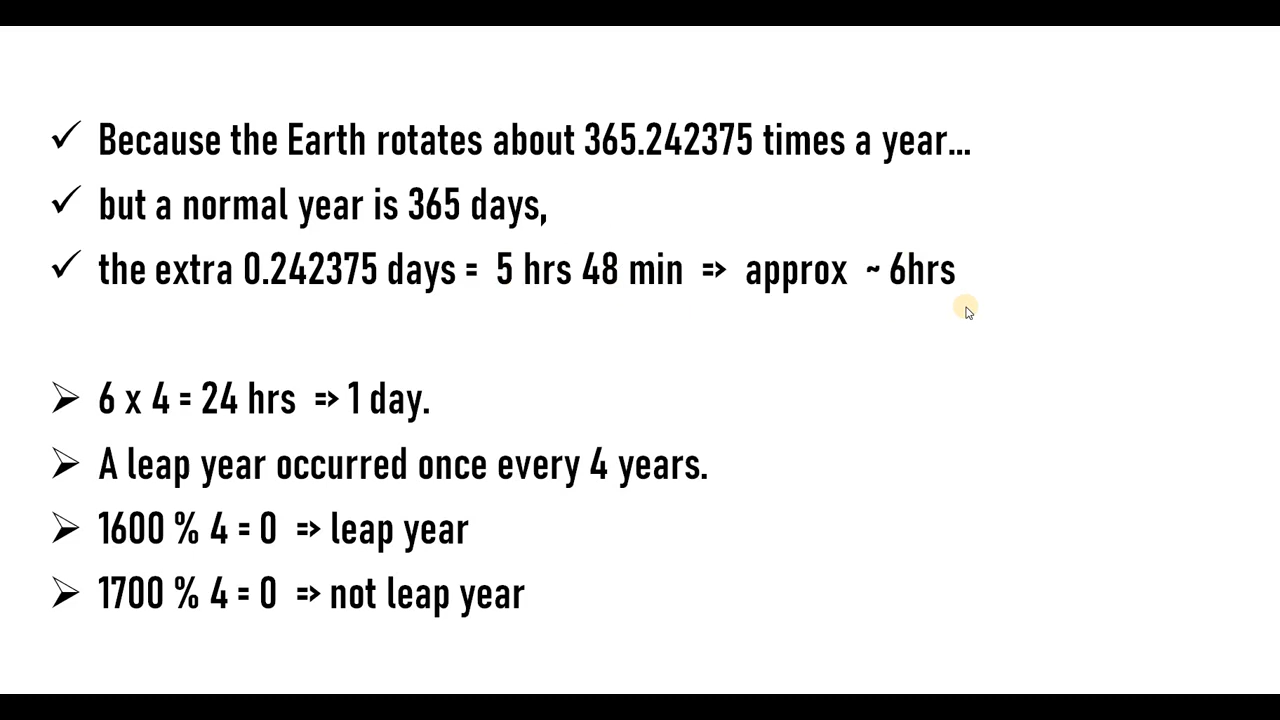 ✓ Because the Earth rotates about 365.242375 times a year...
✓ but a normal year is 365 days,
✓ the extra 0.242375 days = 5 hrs 48 min => approx ~ 6hrs
➢ 6 x 4 = 24 hrs => 1 day.
➢ A leap year occurred once every 4 years.
➢ 1600 % 4 = 0 => leap year
➢ 1700 % 4 = 0 => not leap year